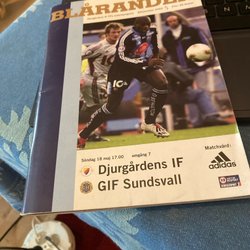 BLÅRANDEN
Söndag 18 maj 17.00 omgång 7
Matchvärd:
Djurgårdens IF
adidas
GIF Sundsvall